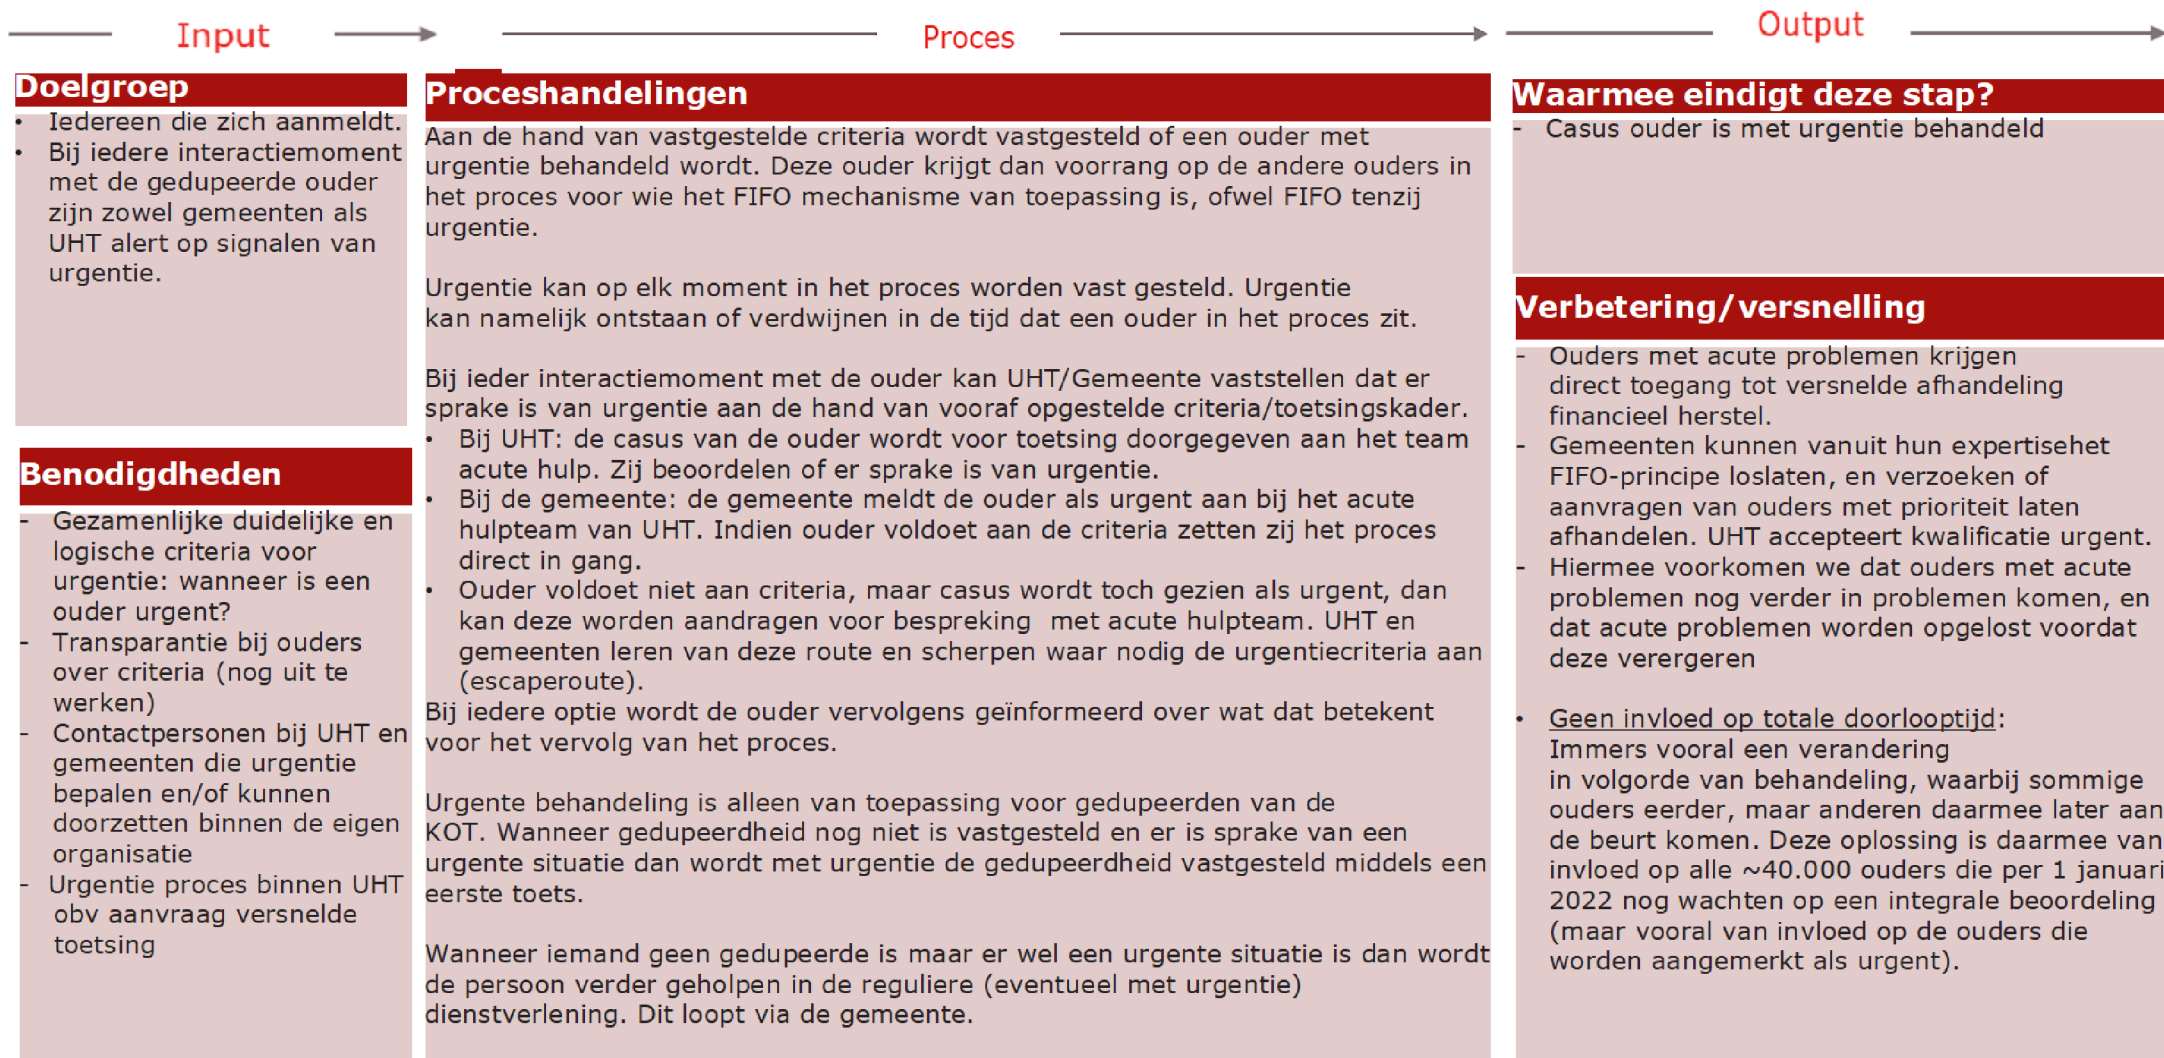 Input
Proces
Output
Doelgroep
• Iedereen die zich aanmeldt.
• Bij iedere interactiemoment
met de gedupeerde ouder
zijn zowel gemeenten als
UHT alert op signalen van
urgentie.
Benodigdheden
- Gezamenlijke duidelijke en
logische criteria voor
urgentie: wanneer is een
ouder urgent?
- Transparantie bij ouders
over criteria (nog uit te
werken)
- Contactpersonen bij UHT en
gemeenten die urgentie
bepalen en/of kunnen
doorzetten binnen de eigen
organisatie
- Urgentie proces binnen UHT
obv aanvraag versnelde
toetsing
Proceshandelingen
Aan de hand van vastgestelde criteria wordt vastgesteld of een ouder met
urgentie behandeld wordt. Deze ouder krijgt dan voorrang op de andere ouders in
het proces voor wie het FIFO mechanisme van toepassing is, ofwel FIFO tenzij
urgentie.
Urgentie kan op elk moment in het proces worden vast gesteld. Urgentie
kan namelijk ontstaan of verdwijnen in de tijd dat een ouder in het proces zit.
Bij ieder interactiemoment met de ouder kan UHT/Gemeente vaststellen dat er
sprake is van urgentie aan de hand van vooraf opgestelde criteria/toetsingskader.
• Bij UHT: de casus van de ouder wordt voor toetsing doorgegeven aan het team
acute hulp. Zij beoordelen of er sprake is van urgentie.
• Bij de gemeente: de gemeente meldt de ouder als urgent aan bij het acute
hulpteam van UHT. Indien ouder voldoet aan de criteria zetten zij het proces
direct in gang.
• Ouder voldoet niet aan criteria, maar casus wordt toch gezien als urgent, dan
kan deze worden aandragen voor bespreking  met acute hulpteam. UHT en
gemeenten leren van deze route en scherpen waar nodig de urgentiecriteria aan
(escaperoute).
Bij iedere optie wordt de ouder vervolgens geïnformeerd over wat dat betekent
voor het vervolg van het proces.
Urgente behandeling is alleen van toepassing voor gedupeerden van de
KOT. Wanneer gedupeerdheid nog niet is vastgesteld en er is sprake van een
urgente situatie dan wordt met urgentie de gedupeerdheid vastgesteld middels een
eerste toets.
Wanneer iemand geen gedupeerde is maar er wel een urgente situatie is dan wordt
de persoon verder geholpen in de reguliere (eventueel met urgentie)
dienstverlening. Dit loopt via de gemeente.
Waarmee eindigt deze stap?
- Casus ouder is met urgentie behandeld
Verbetering/versnelling
- Ouders met acute problemen krijgen
direct toegang tot versnelde afhandeling
financieel herstel.
- Gemeenten kunnen vanuit hun expertisehet
FIFO-principe loslaten, en verzoeken of
aanvragen van ouders met prioriteit laten
afhandelen. UHT accepteert kwalificatie urgent.
- Hiermee voorkomen we dat ouders met acute
problemen nog verder in problemen komen, en
dat acute problemen worden opgelost voordat
deze verergeren
• Geen invloed op totale doorlooptijd:
Immers vooral een verandering
in volgorde van behandeling, waarbij sommige
ouders eerder, maar anderen daarmee later aan
de beurt komen. Deze oplossing is daarmee van
invloed op alle ~40.000 ouders die per 1 januari
2022 nog wachten op een integrale beoordeling
(maar vooral van invloed op de ouders die
worden aangemerkt als urgent).